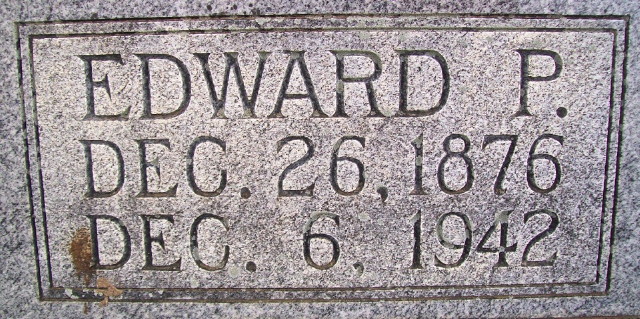 EDWARD P.
DEC. 26, 1876
DEC. 6, 1942